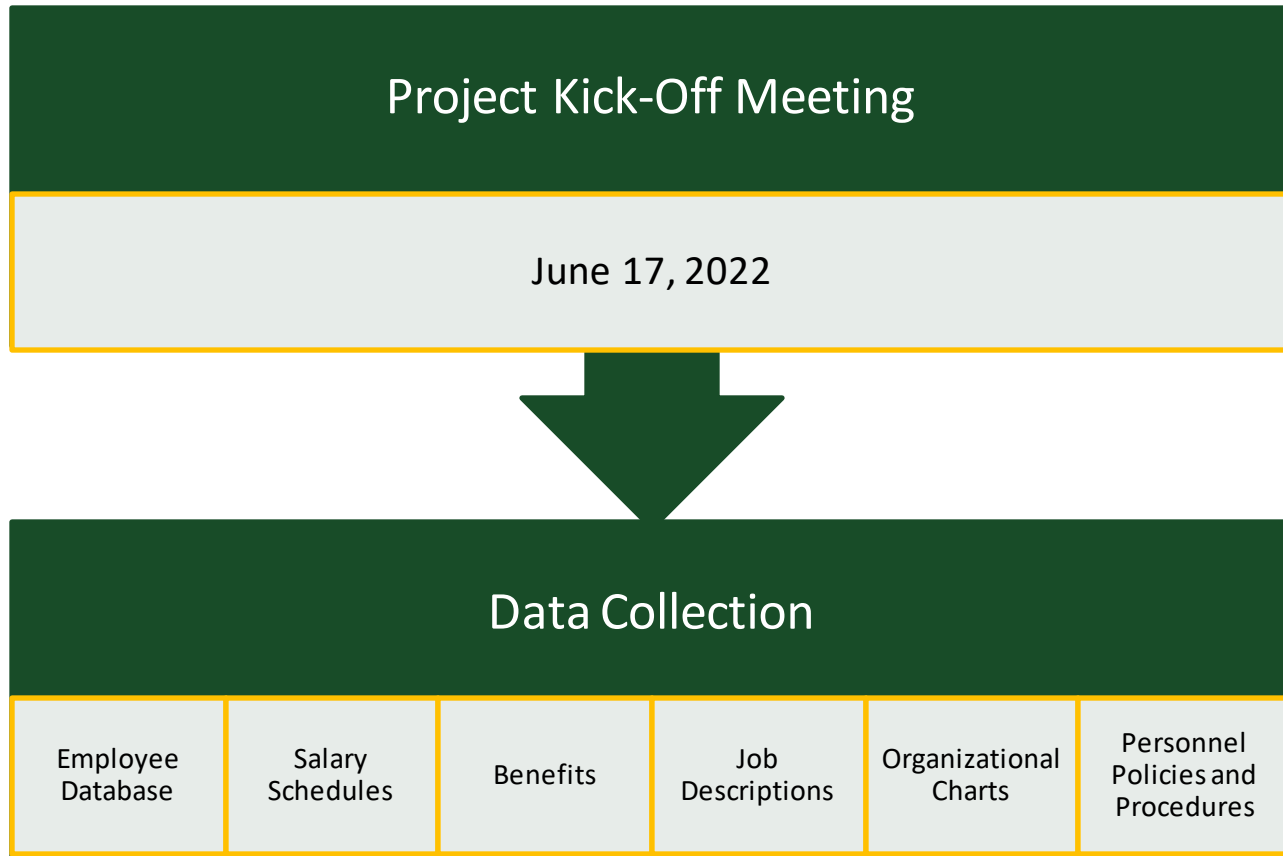 Project Kick-Off Meeting
June 17, 2022
Data Collection
Employee
Database
Salary
Schedules
Benefits
Job
Descriptions
Organizational
Charts
Personnel
Policies and
Procedures